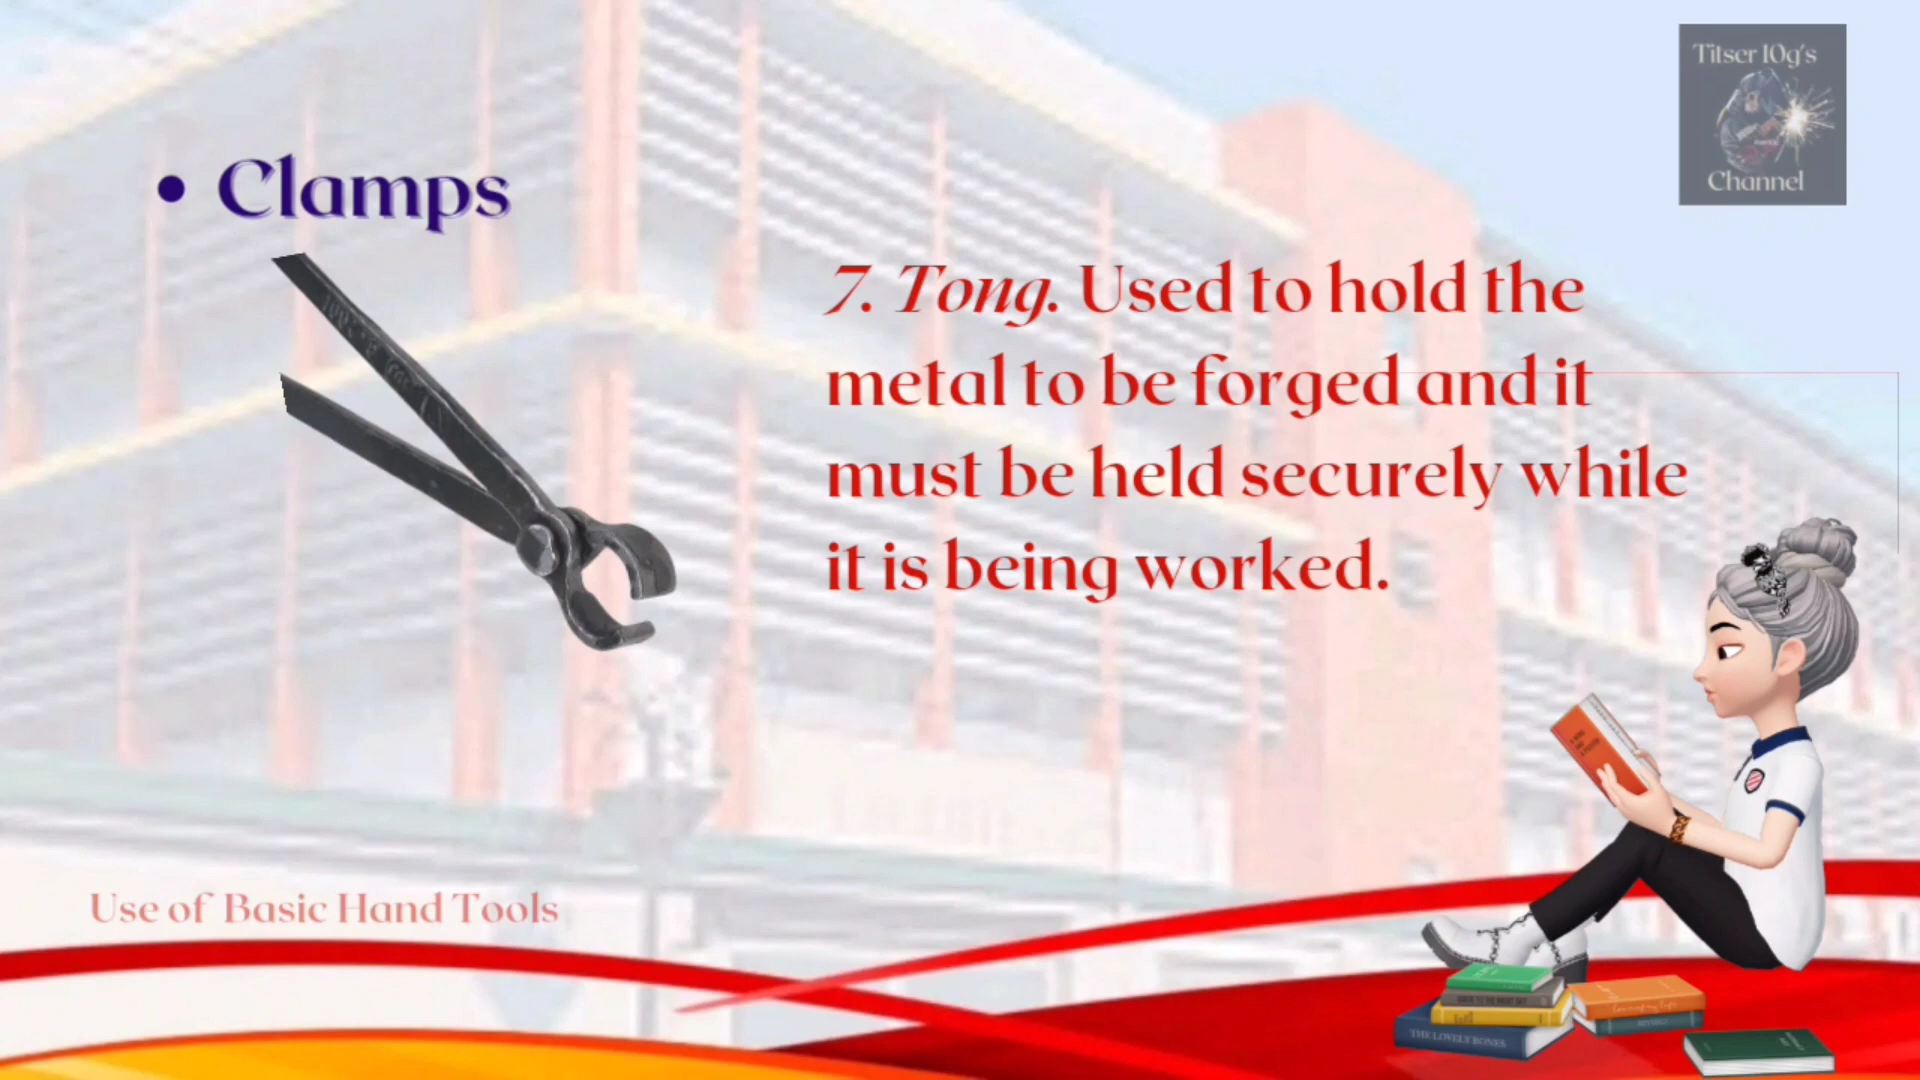 Titser 10g's
Channel
• Clamps
7. Tong. Used to hold the
metal to be forged and it
must be held securely while
it is being worked.
Use of Basic Hand Tools
THE LOVELY BONES